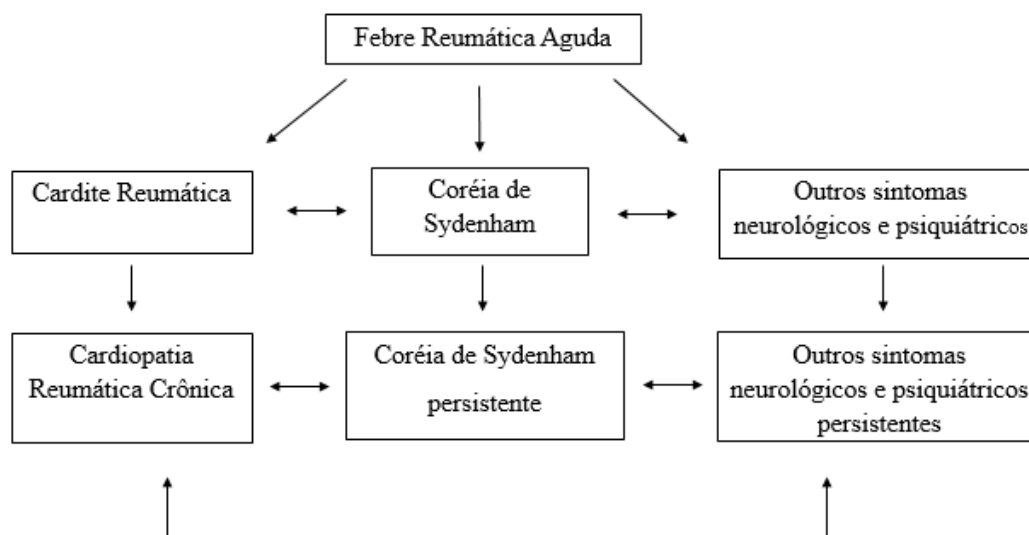 Febre Reumática Aguda
Cardite Reumática
Coréia de
Sydenham
Outros sintomas
neurológicos e psiquiátricos
Cardiopatia
Reumática Crônica
Coréia de Sydenham
persistente
Outros sintomas
neurológicos e psiquiátricos
persistentes